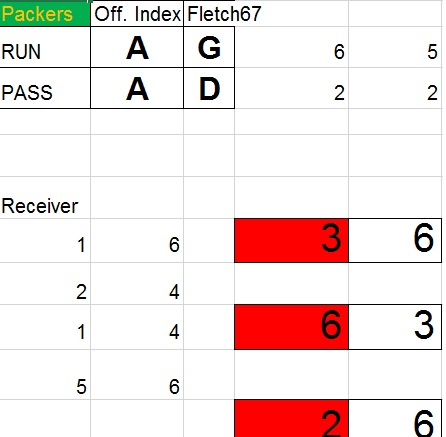 Packers Off. Index Fletch67
RUN A G 6 5
PASS A D 2 2
Receiver
1 6 3 6
2 4
1 4 6 3
5 6
2 6